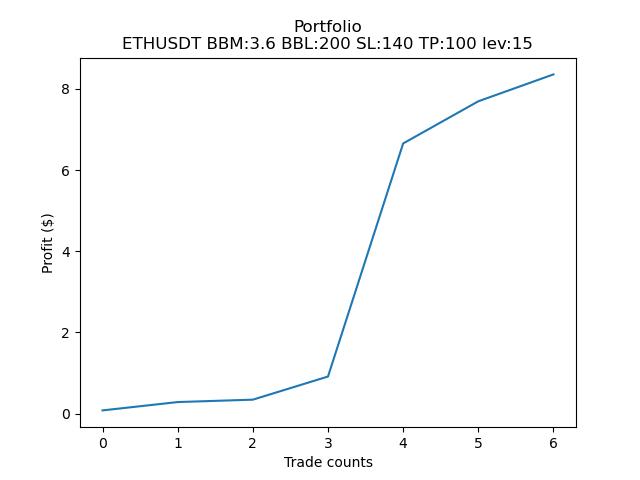 Portfolio
ETHUSDT BBM:3.6 BBL:200 SL:140 TP:100 lev:15
8
6
4
2
0
Profit ($)
0 1 2 3 4 5 6
Trade counts